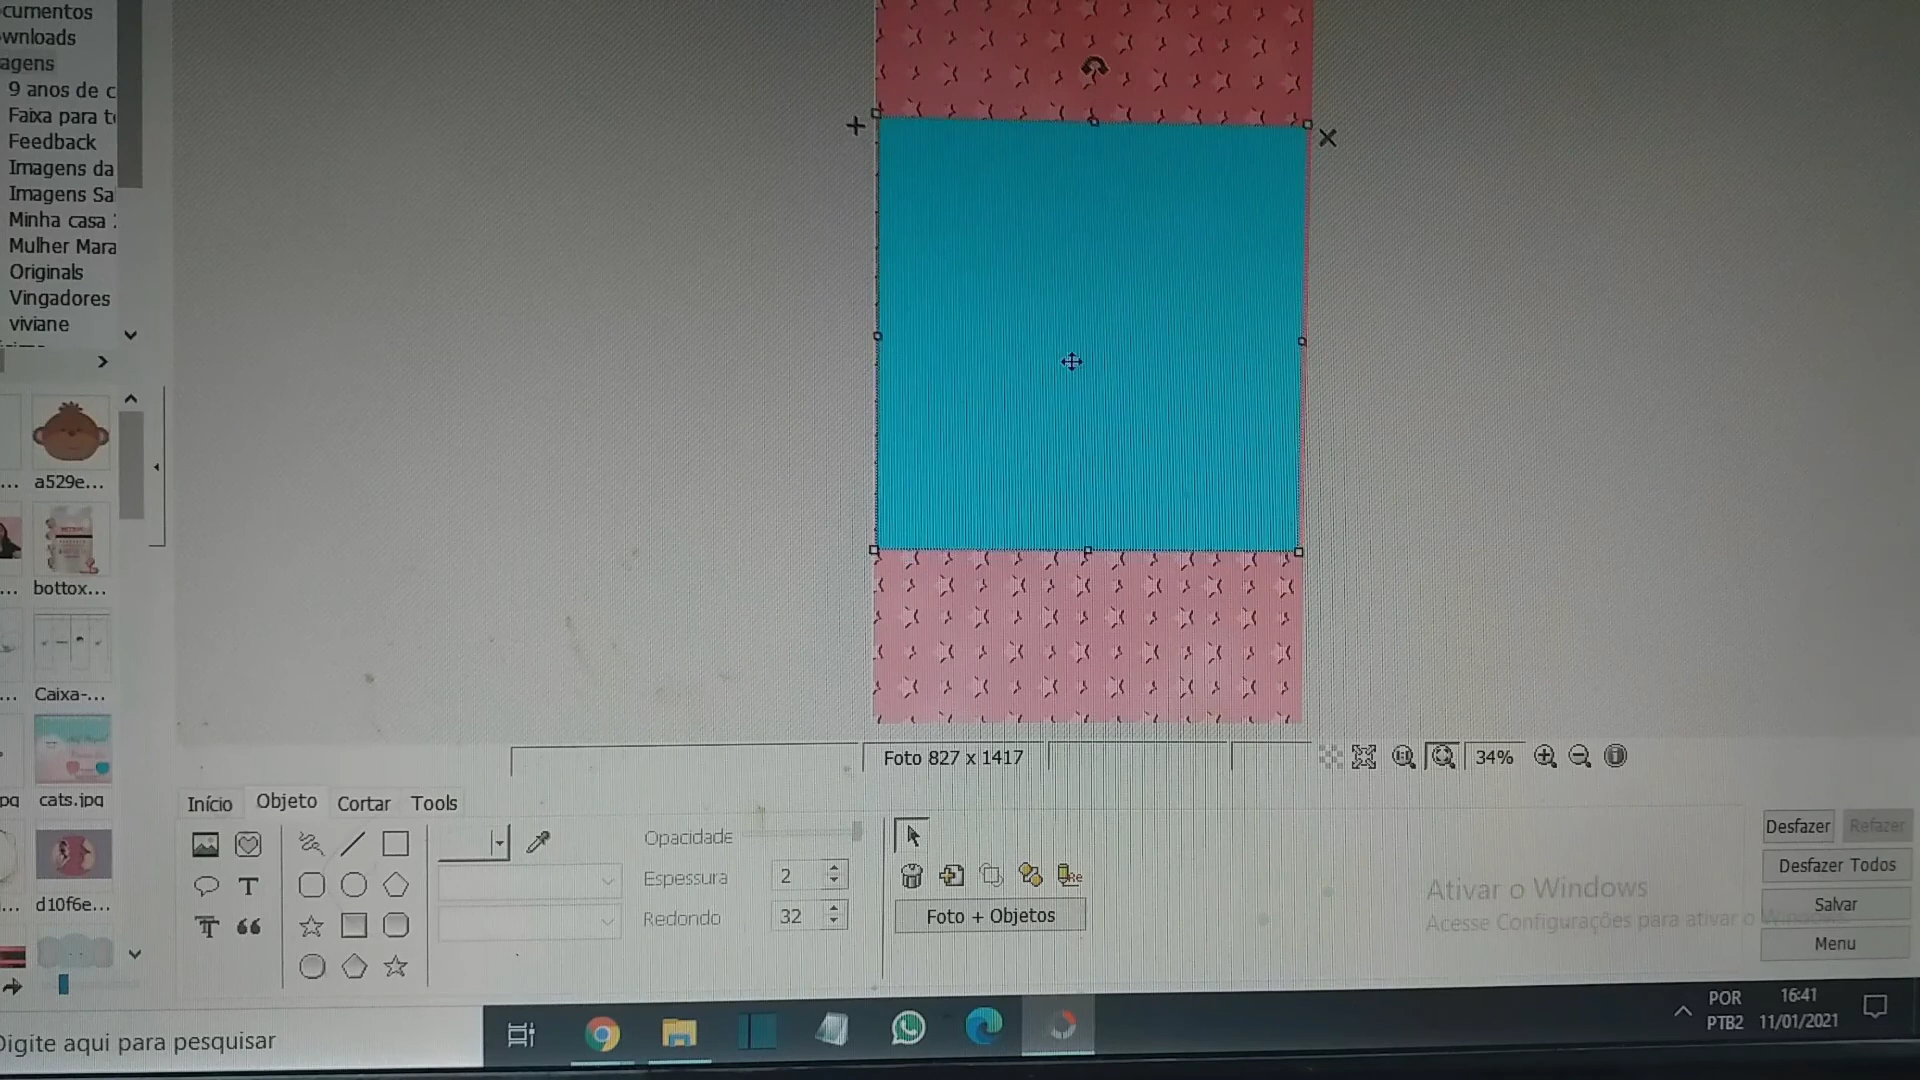 cumentos
wnloads
agens
9 anos de c
Faixa para t
Feedback
Imagens da
Imagens Sa
Minha casa
Mulher Mara
Originals
Vingadores
viviane
a529e...
bottox...
Caixa-...
cats.jpg
d10f6e...
Foto 827 x 1417
34%
Início
Objeto
Cortar
Tools
Opacidade
Espessura
2
Redondo
32
Foto + Objetos
Desfazer
Refazer
Desfazer Todos
Salvar
Menu
Ativar o Windows
Acesse Configurações para ativar o Windows.
Digite aqui para pesquisar
POR
PTB2
16:41
11/01/2021